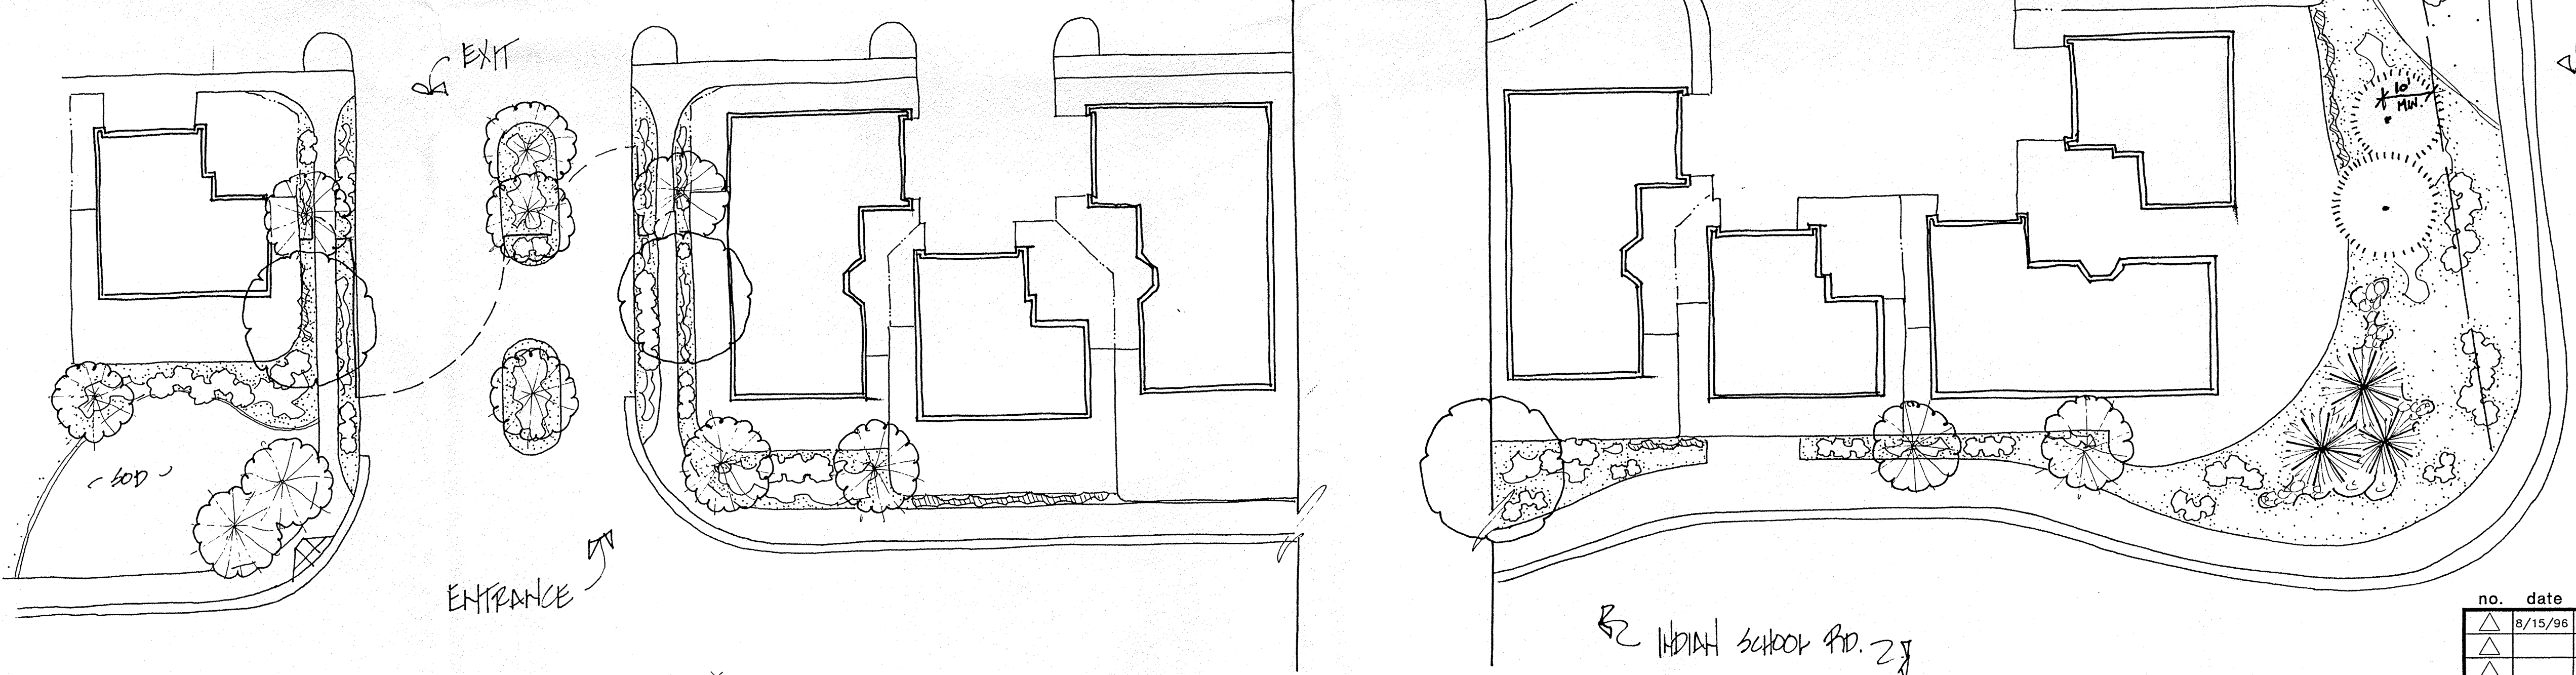 EXIT
10'
MIN.
- SOD -
ENTRANCE
INDIAN SCHOOL RD.
no. date
8/15/96